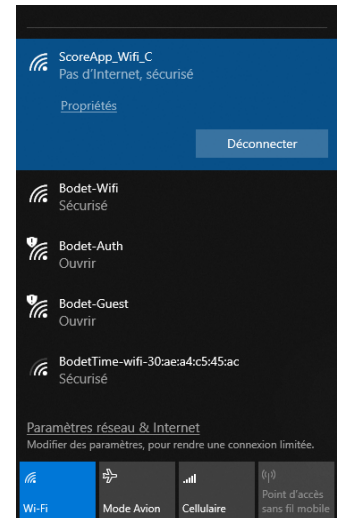 ScoreApp_Wifi_C
Pas d'Internet, sécurisé
Propriétés
Déconnecter
Bodet-Wifi
Sécurisé
Bodet-Auth
Ouvrir
Bodet-Guest
Ouvrir
BodetTime-wifi-30:ae:a4:c5:45:ac
Sécurisé
Paramètres réseau & Internet
Modifier des paramètres, pour rendre une connexion limitée.
Wi-Fi
Mode Avion
Cellulaire
Point d'accès
sans fil mobile